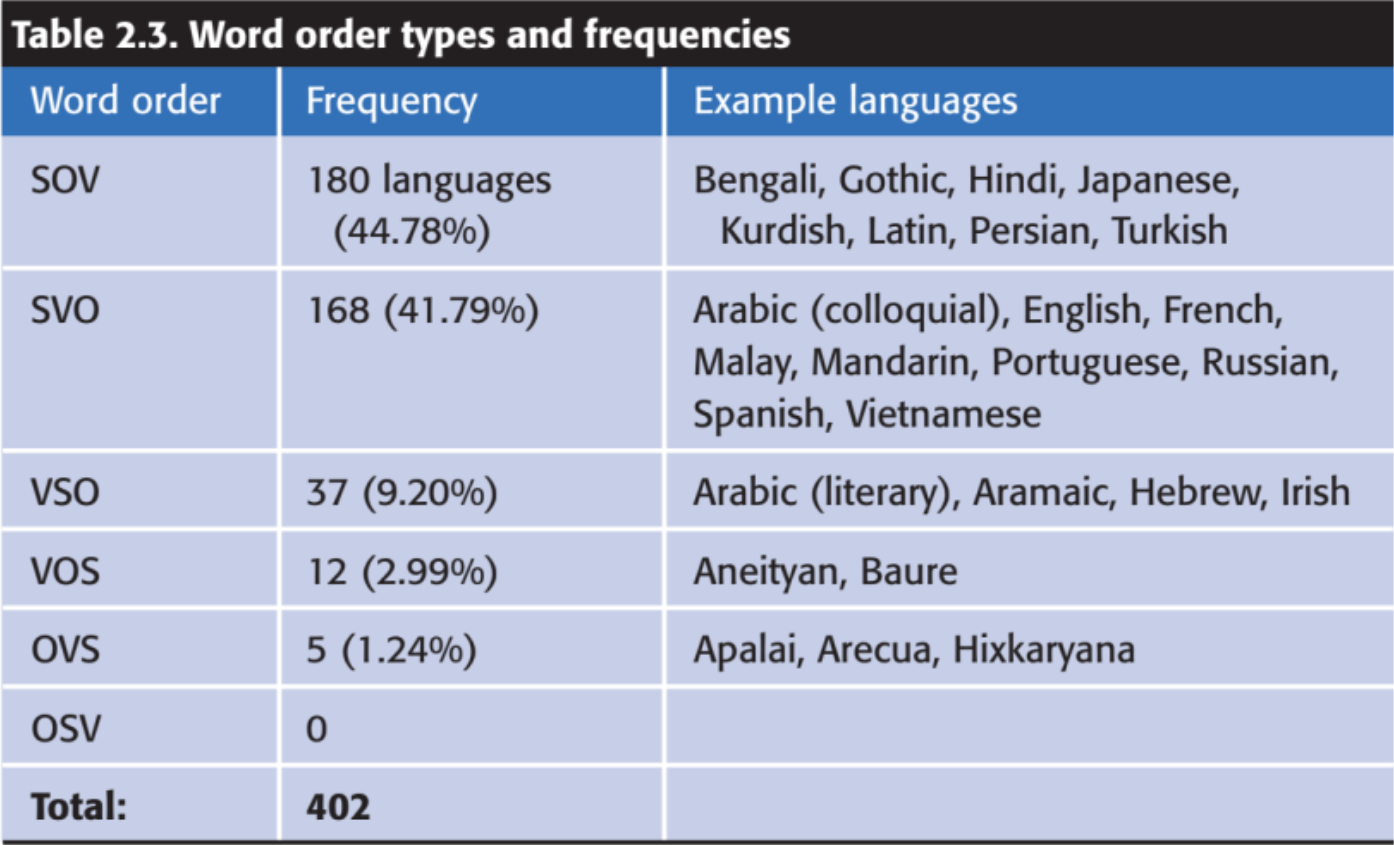 Table 2.3. Word order types and frequencies
Word order Frequency Example languages
SOV 180 languages Bengali, Gothic, Hindi, Japanese,
(44.78%) Kurdish, Latin, Persian, Turkish
SVO 168 (41.79%) Arabic (colloquial), English, French,
Malay, Mandarin, Portuguese, Russian,
Spanish, Vietnamese
VSO 37 (9.20%) Arabic (literary), Aramaic, Hebrew, Irish
VOS 12 (2.99%) Aneityan, Baure
OVS 5 (1.24%) Apalai, Arecua, Hixkaryana
OSV 0
Total: 402